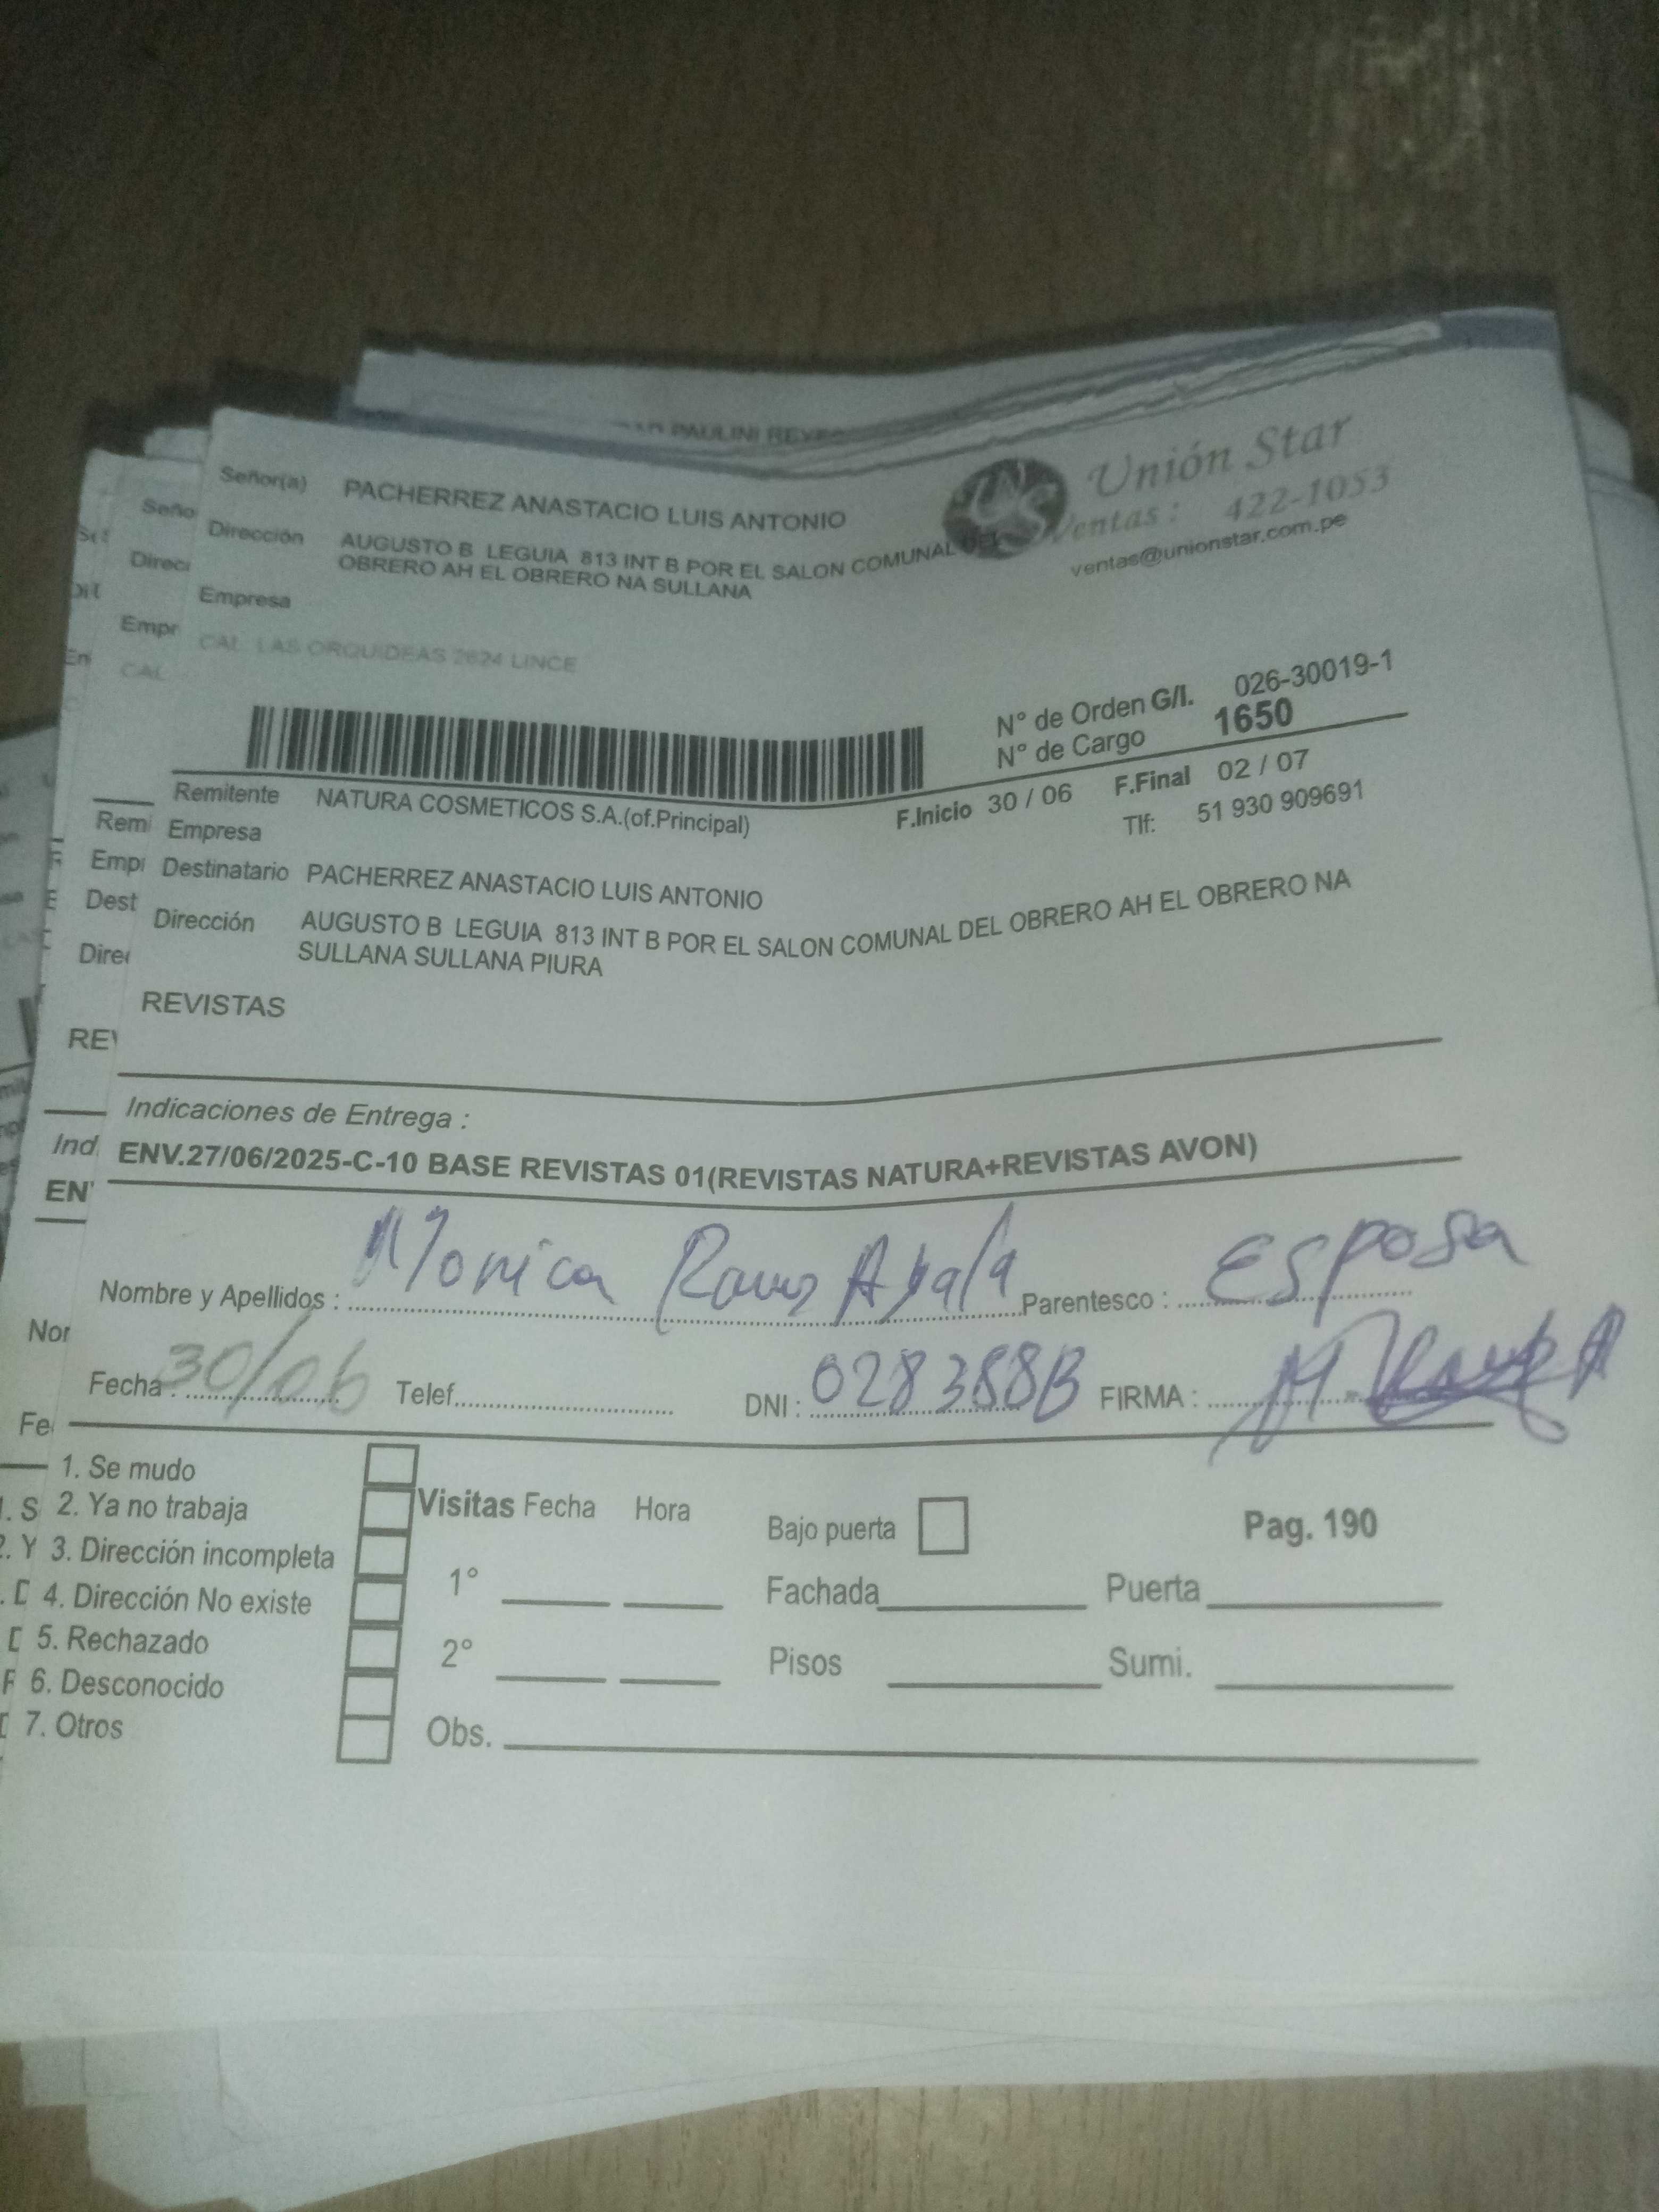 PAULINI REYES
Señor(a) PACHERREZ ANASTACIO LUIS ANTONIO
Unión Star
Ventas : 422-1053
ventas@unionstar.com.pe
Dirección AUGUSTO B LEGUIA 813 INT B POR EL SALON COMUNAL DEL
OBRERO AH EL OBRERO NA SULLANA
Empresa
CAL LAS ORQUIDEAS 2624 LINCE
N° de Orden G/I. 026-30019-1
N° de Cargo 1650
Remitente NATURA COSMETICOS S.A.(of.Principal)
F.Inicio 30 / 06 F.Final 02 / 07
Empresa
Tlf: 51 930 909691
Destinatario PACHERREZ ANASTACIO LUIS ANTONIO
Dirección AUGUSTO B LEGUIA 813 INT B POR EL SALON COMUNAL DEL OBRERO AH EL OBRERO NA
SULLANA SULLANA PIURA
REVISTAS
Indicaciones de Entrega :
ENV.27/06/2025-C-10 BASE REVISTAS 01(REVISTAS NATURA+REVISTAS AVON)
Nombre y Apellidos : Monica Ramos Ayala Parentesco : Esposa
Fecha : 30/06 Telef. DNI : FIRMA :
1. Se mudo
2. Ya no trabaja
3. Dirección incompleta
4. Dirección No existe
5. Rechazado
6. Desconocido
7. Otros
Visitas Fecha Hora
1°
2°
Obs.
Bajo puerta
Pag. 190
Fachada Puerta
Pisos Sumi.